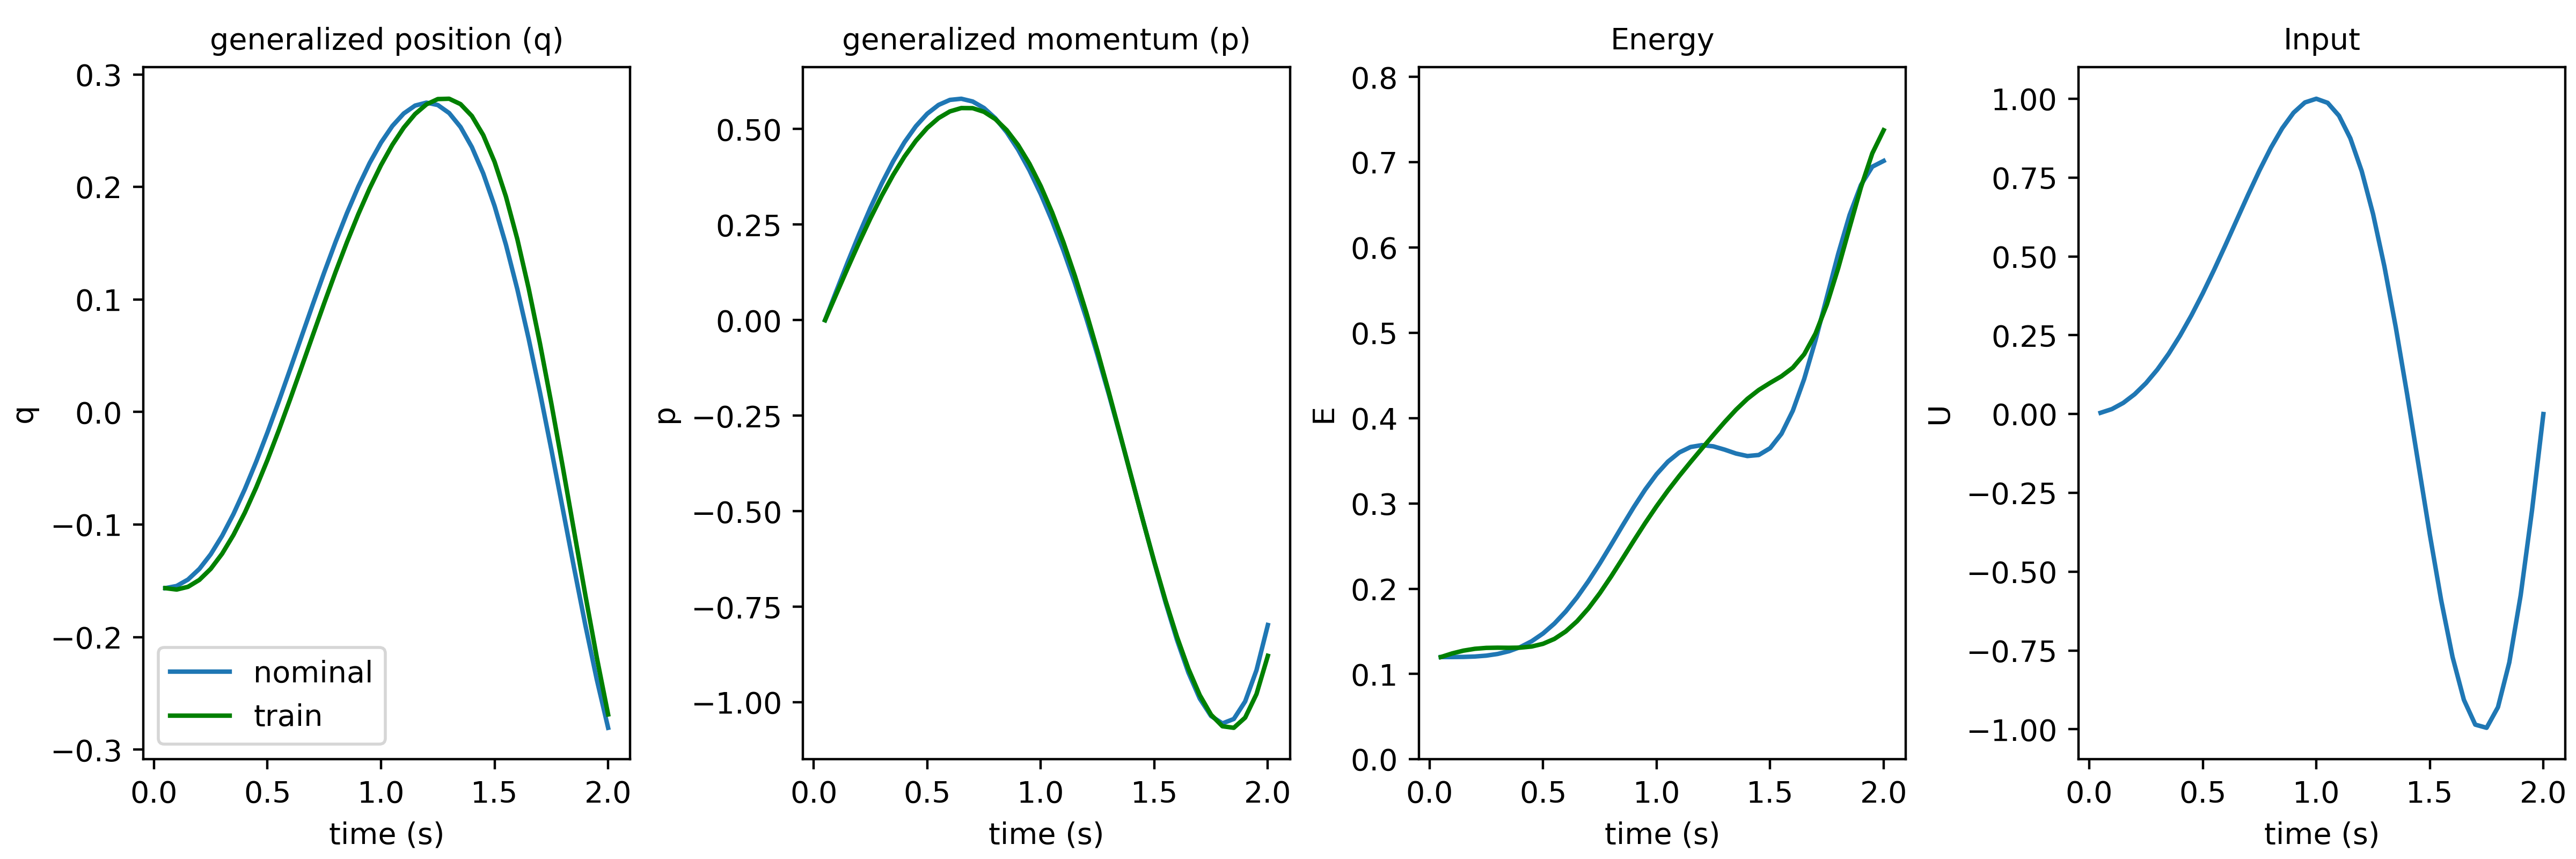 generalized position (q)
0.3
0.2
0.1
0.0
−0.1
−0.2
−0.3
q
nominal
train
0.0 0.5 1.0 1.5 2.0
time (s)
generalized momentum (p)
0.50
0.25
0.00
−0.25
−0.50
−0.75
−1.00
p
0.0 0.5 1.0 1.5 2.0
time (s)
Energy
0.8
0.7
0.6
0.5
0.4
0.3
0.2
0.1
0.0
E
0.0 0.5 1.0 1.5 2.0
time (s)
Input
1.00
0.75
0.50
0.25
0.00
−0.25
−0.50
−0.75
−1.00
U
0.0 0.5 1.0 1.5 2.0
time (s)